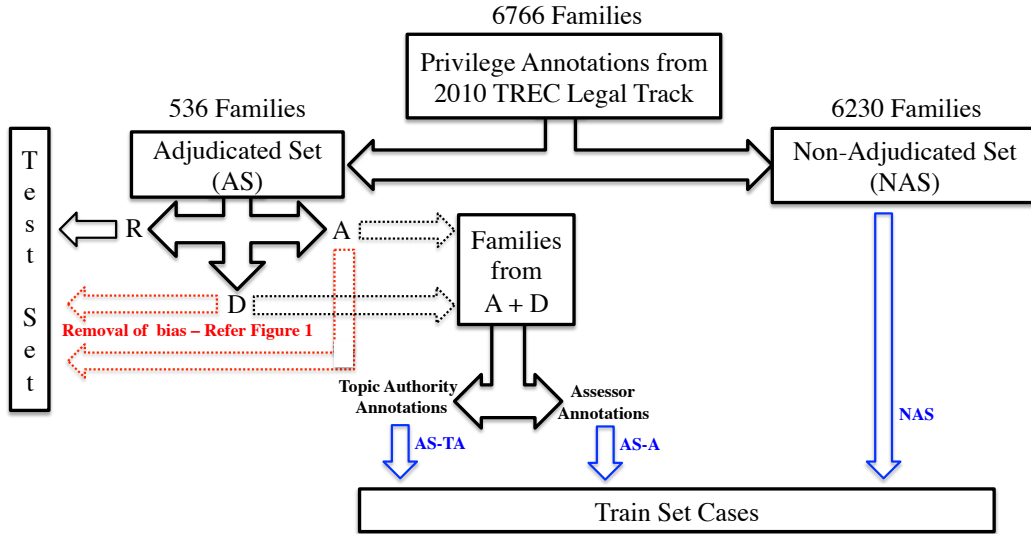 6766 Families
Privilege Annotations from
2010 TREC Legal Track
536 Families
6230 Families
Adjudicated Set
(AS)
Non-Adjudicated Set
(NAS)
Test Set
R
A
D
Families
from
A + D
Removal of bias – Refer Figure 1
Topic Authority
Annotations
Assessor
Annotations
AS-TA
AS-A
NAS
Train Set Cases